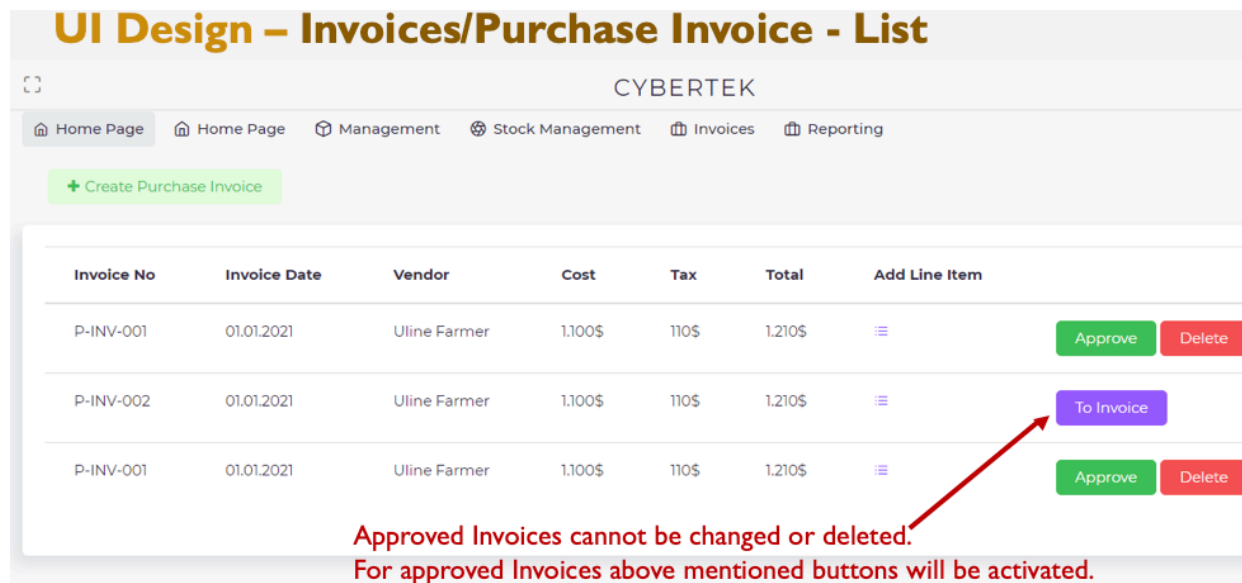 UI Design – Invoices/Purchase Invoice - List
CYBERTEK
Home Page Home Page Management Stock Management Invoices Reporting
+ Create Purchase Invoice
Invoice No Invoice Date Vendor Cost Tax Total Add Line Item
P-INV-001 01.01.2021 Uline Farmer 1.100$ 110$ 1.210$ Approve Delete
P-INV-002 01.01.2021 Uline Farmer 1.100$ 110$ 1.210$ To Invoice
P-INV-001 01.01.2021 Uline Farmer 1.100$ 110$ 1.210$ Approve Delete
Approved Invoices cannot be changed or deleted.
For approved Invoices above mentioned buttons will be activated.